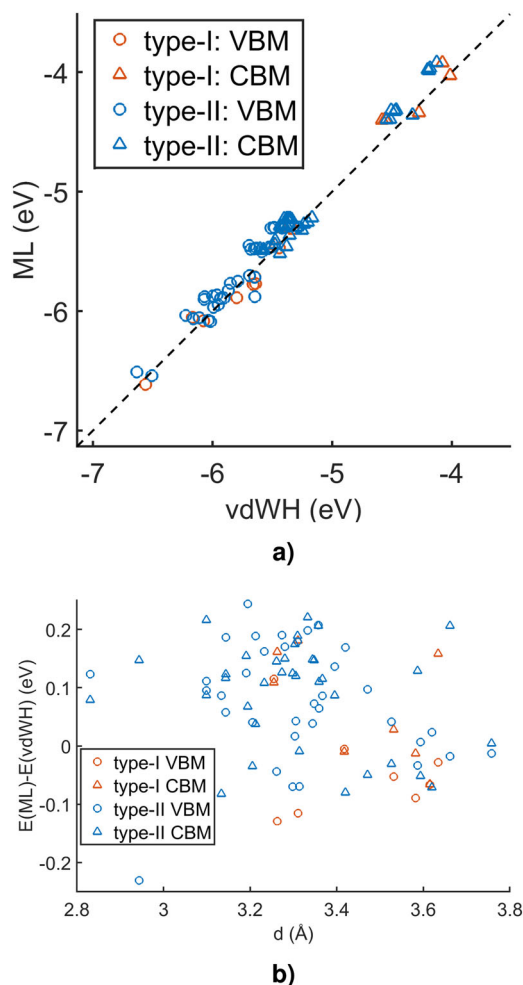 -4
-5
-6
-7
ML (eV)
type-I: VBM
type-I: CBM
type-II: VBM
type-II: CBM
-7 -6 -5 -4
vdWH (eV)
a)
0.2
0.1
0
-0.1
-0.2
E(ML)-E(vdWH) (eV)
type-I VBM
type-I CBM
type-II VBM
type-II CBM
2.8 3 3.2 3.4 3.6 3.8
d (Å)
b)